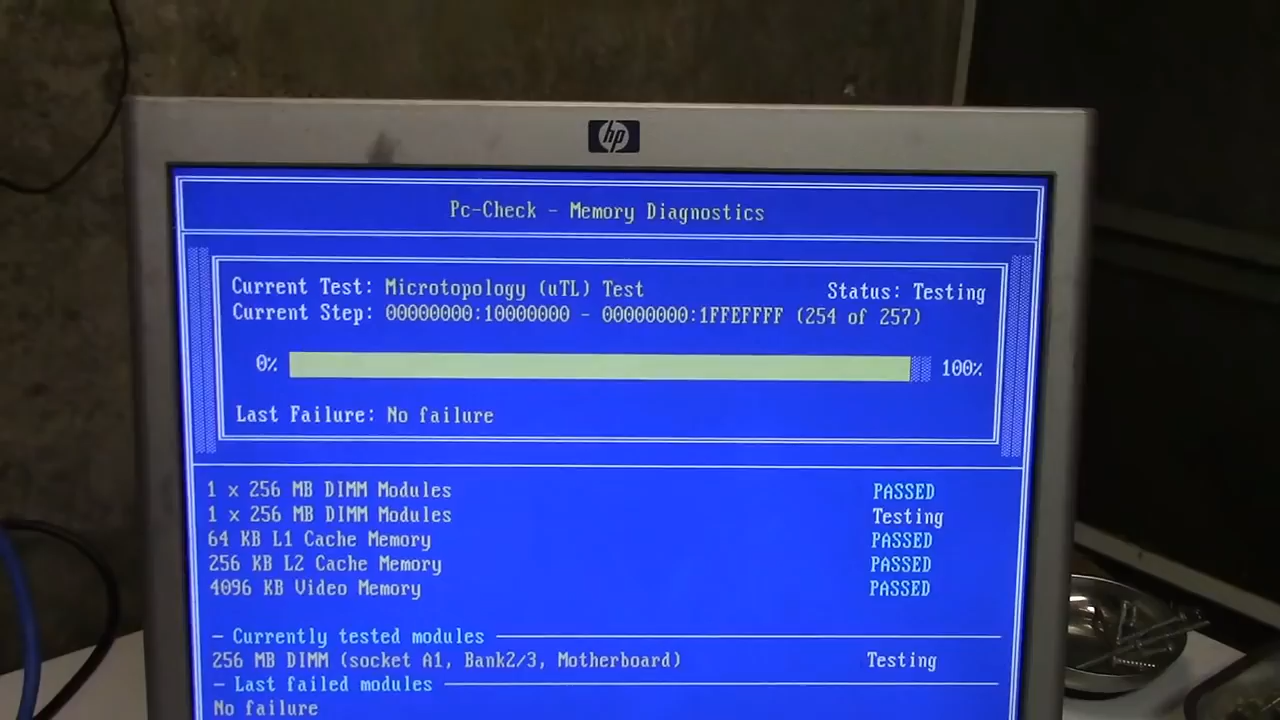 hp
Pc-Check - Memory Diagnostics
Current Test: Microtopology (uTL) Test Status: Testing
Current Step: 00000000:10000000 - 00000000:1FFEFFFF (254 of 257)
0% 100%
Last Failure: No failure
1 x 256 MB DIMM Modules PASSED
1 x 256 MB DIMM Modules Testing
64 KB L1 Cache Memory PASSED
256 KB L2 Cache Memory PASSED
4096 KB Video Memory PASSED
- Currently tested modules
256 MB DIMM (socket A1, Bank2/3, Motherboard) Testing
- Last failed modules
No failure